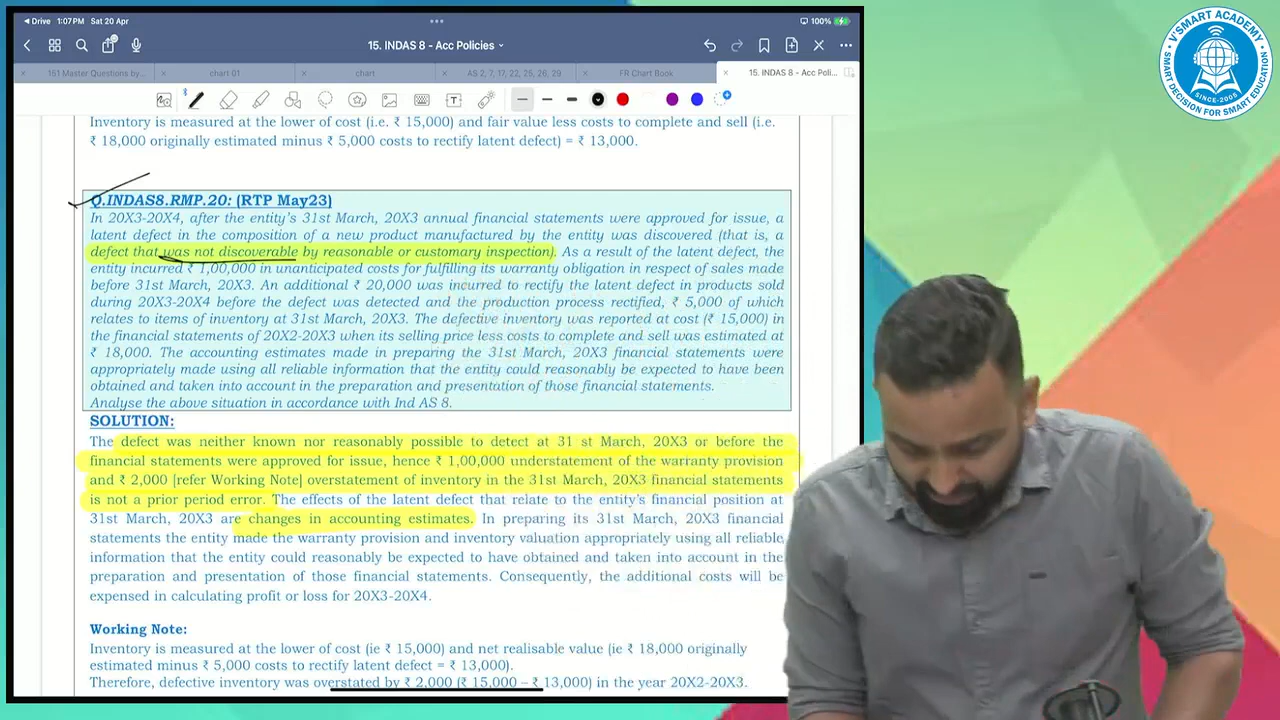 Drive 1:07 PM Sat 20 Apr
100%
15. INDAS 8 - Acc Policies
161 Master Questions by...
chart 01
chart
AS 2, 7, 17, 22, 25, 26, 29
FR Chart Book
15. INDAS 8 - Acc Poli...
Inventory is measured at the lower of cost (i.e. ₹ 15,000) and fair value less costs to complete and sell (i.e.
₹ 18,000 originally estimated minus ₹ 5,000 costs to rectify latent defect) = ₹ 13,000.
Q.INDAS8.RMP.20: (RTP May23)
In 20X3-20X4, after the entity's 31st March, 20X3 annual financial statements were approved for issue, a
latent defect in the composition of a new product manufactured by the entity was discovered (that is, a
defect that was not discoverable by reasonable or customary inspection). As a result of the latent defect, the
entity incurred ₹ 1,00,000 in unanticipated costs for fulfilling its warranty obligation in respect of sales made
before 31st March, 20X3. An additional ₹ 20,000 was incurred to rectify the latent defect in products sold
during 20X3-20X4 before the defect was detected and the production process rectified, ₹ 5,000 of which
relates to items of inventory at 31st March, 20X3. The defective inventory was reported at cost (₹ 15,000) in
the financial statements of 20X2-20X3 when its selling price less costs to complete and sell was estimated at
₹ 18,000. The accounting estimates made in preparing the 31st March, 20X3 financial statements were
appropriately made using all reliable information that the entity could reasonably be expected to have been
obtained and taken into account in the preparation and presentation of those financial statements.
Analyse the above situation in accordance with Ind AS 8.
SOLUTION:
The defect was neither known nor reasonably possible to detect at 31 st March, 20X3 or before the
financial statements were approved for issue, hence ₹ 1,00,000 understatement of the warranty provision
and ₹ 2,000 [refer Working Note] overstatement of inventory in the 31st March, 20X3 financial statements
is not a prior period error. The effects of the latent defect that relate to the entity's financial position at
31st March, 20X3 are changes in accounting estimates. In preparing its 31st March, 20X3 financial
statements the entity made the warranty provision and inventory valuation appropriately using all reliable
information that the entity could reasonably be expected to have obtained and taken into account in the
preparation and presentation of those financial statements. Consequently, the additional costs will be
expensed in calculating profit or loss for 20X3-20X4.
Working Note:
Inventory is measured at the lower of cost (ie ₹ 15,000) and net realisable value (ie ₹ 18,000 originally
estimated minus ₹ 5,000 costs to rectify latent defect = ₹ 13,000).
Therefore, defective inventory was overstated by ₹ 2,000 (₹ 15,000 – ₹ 13,000) in the year 20X2-20X3.
V'SMART ACADEMY
SMART DECISION FOR SMART EDUCATION
SINCE-2005